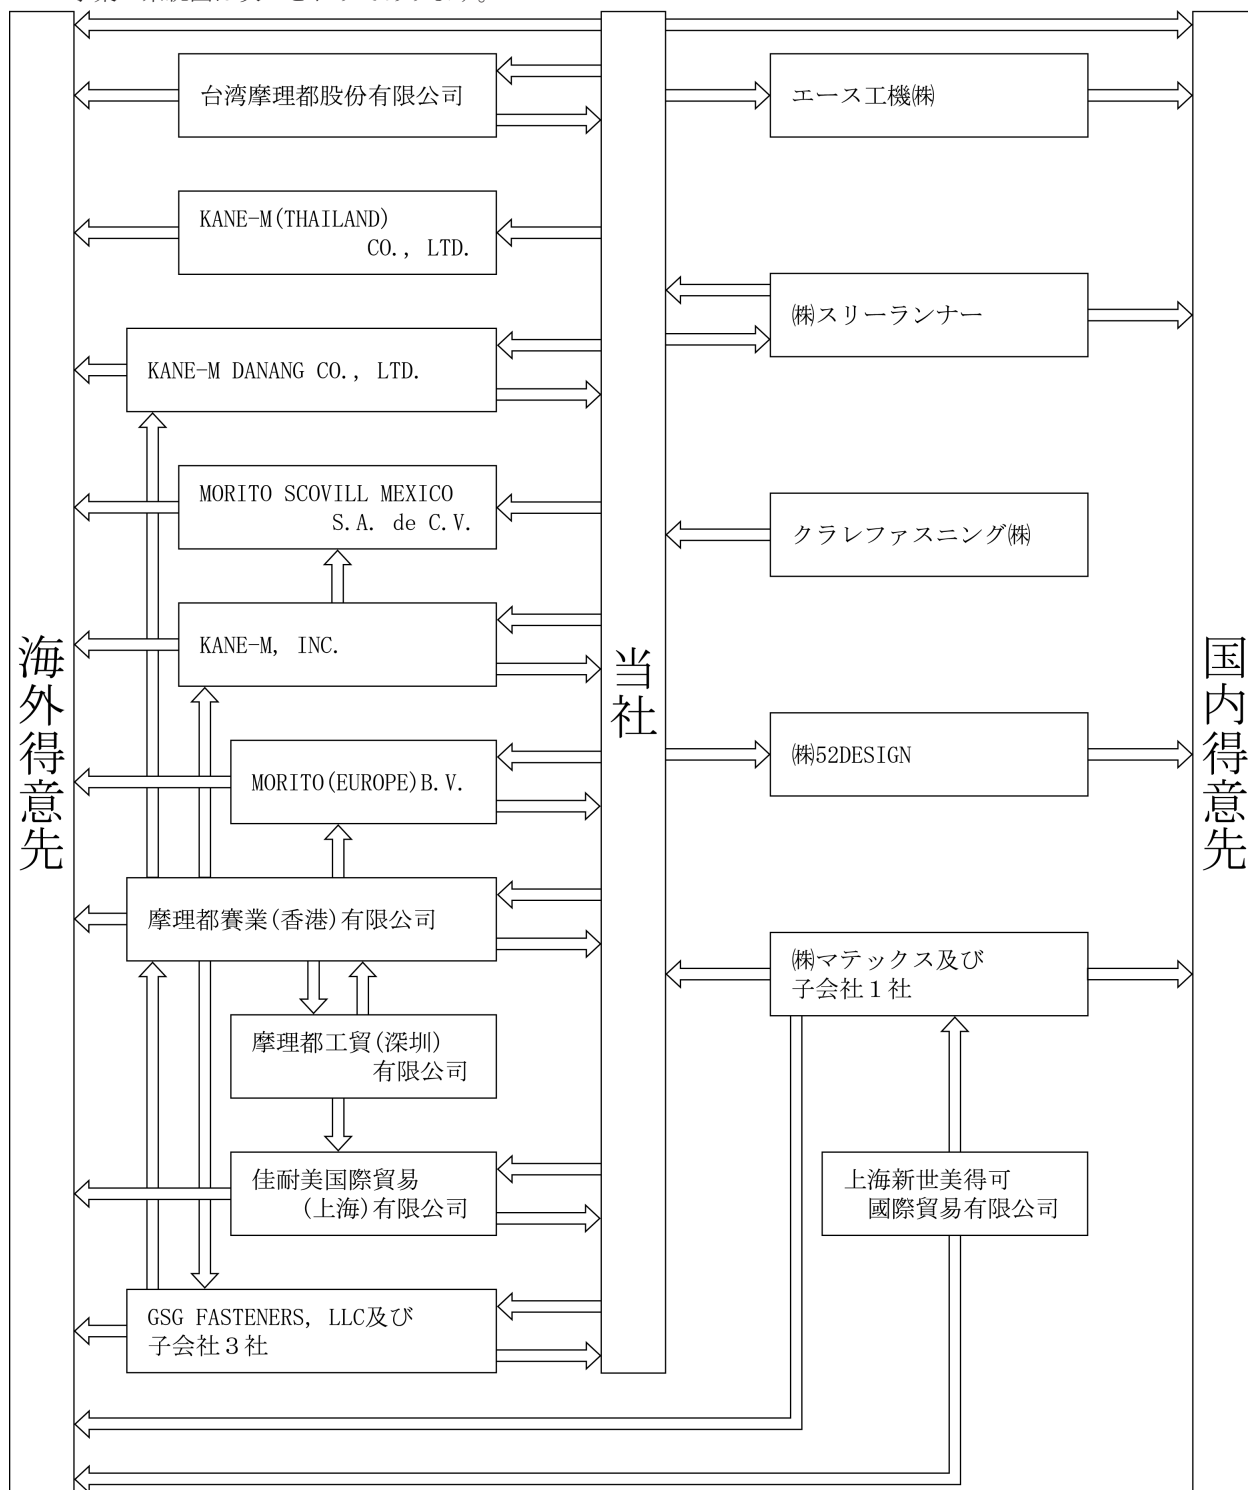 海外得意先
台湾摩理都股份有限公司
KANE-M(THAILAND)
CO., LTD.
KANE-M DANANG CO., LTD.
MORITO SCOVILL MEXICO
S.A. de C.V.
KANE-M, INC.
MORITO(EUROPE)B.V.
摩理都賽業(香港)有限公司
摩理都工貿(深圳)
有限公司
佳耐美国際貿易
(上海)有限公司
GSG FASTENERS, LLC及び
子会社3社
当社
エース工機㈱
㈱スリーランナー
クラレファスニング㈱
㈱52DESIGN
㈱マテックス及び
子会社1社
上海新世美得可
國際貿易有限公司
国内得意先